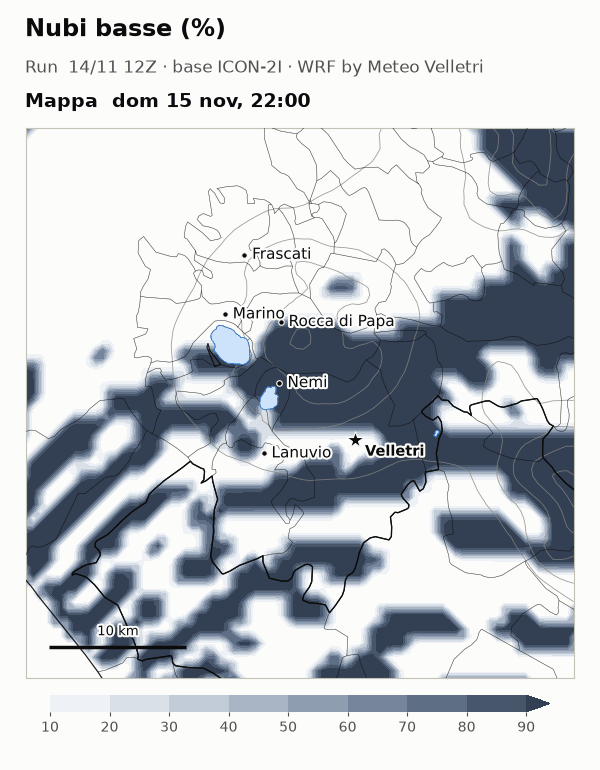 Nubi basse (%)
Run  14/11 12Z · base ICON-2I · WRF by Meteo Velletri
Mappa  dom 15 nov, 22:00
Frascati
Marino
Rocca di Papa
Nemi
Velletri
Lanuvio
10 km
10 20 30 40 50 60 70 80 90